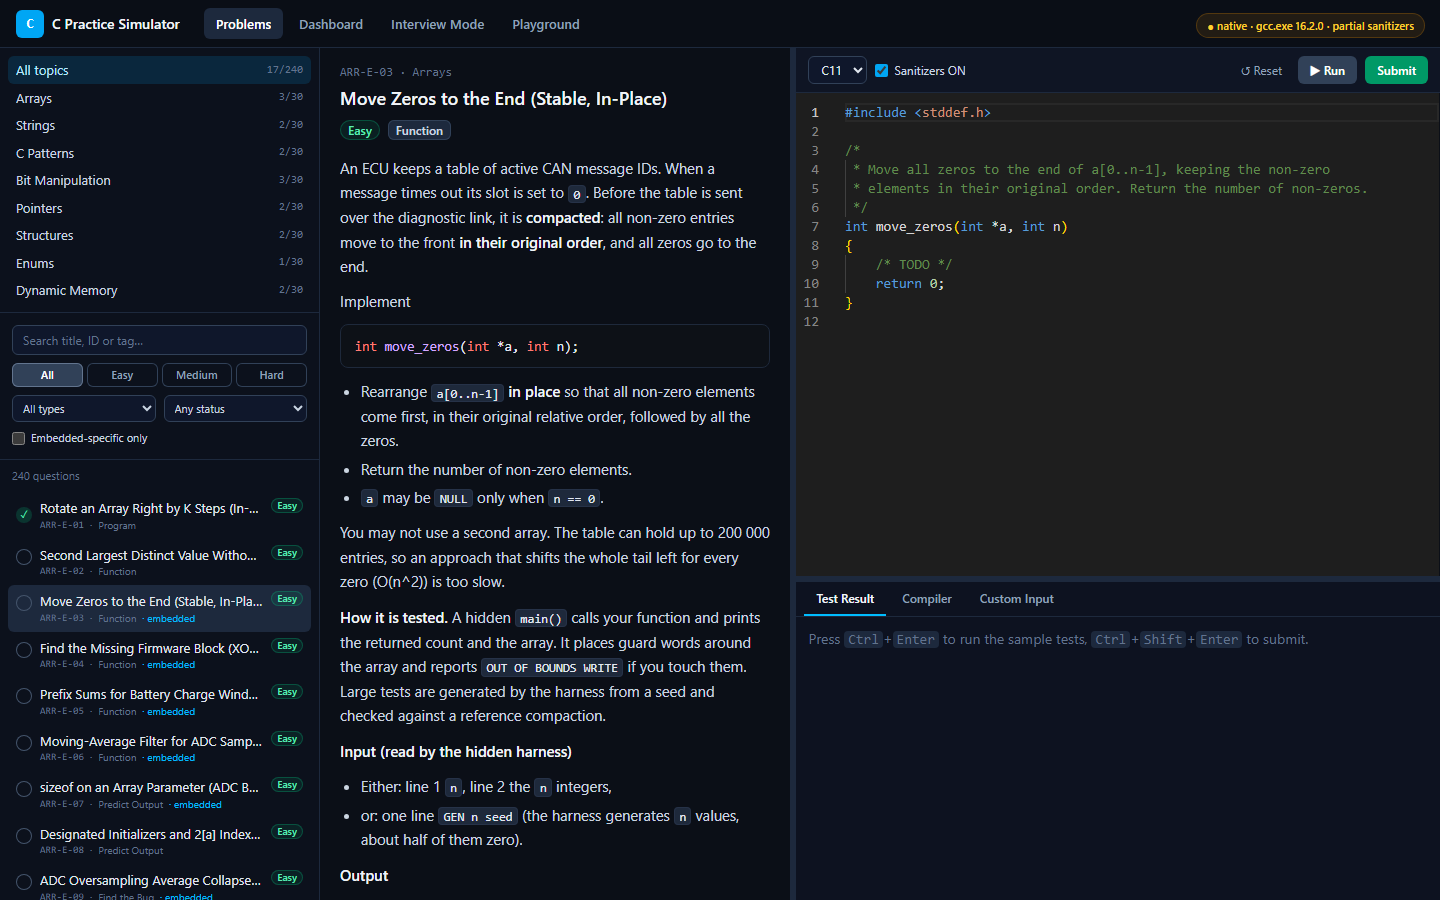 C C Practice Simulator Problems Dashboard Interview Mode Playground ● native · gcc.exe 16.2.0 · partial sanitizers
All topics 17/240
Arrays 3/30
Strings 2/30
C Patterns 2/30
Bit Manipulation 3/30
Pointers 2/30
Structures 2/30
Enums 1/30
Dynamic Memory 2/30
Search title, ID or tag...
All Easy Medium Hard
All types Any status
Embedded-specific only
240 questions
✓ Rotate an Array Right by K Steps (In-... Easy
ARR-E-01 · Program
Second Largest Distinct Value Witho... Easy
ARR-E-02 · Function
Move Zeros to the End (Stable, In-Pla... Easy
ARR-E-03 · Function · embedded
Find the Missing Firmware Block (XO... Easy
ARR-E-04 · Function · embedded
Prefix Sums for Battery Charge Wind... Easy
ARR-E-05 · Function · embedded
Moving-Average Filter for ADC Samp... Easy
ARR-E-06 · Function · embedded
sizeof on an Array Parameter (ADC B... Easy
ARR-E-07 · Predict Output · embedded
Designated Initializers and 2[a] Index... Easy
ARR-E-08 · Predict Output
ADC Oversampling Average Collapse... Easy
ARR-E-09 · Find the Bug · embedded
ARR-E-03 · Arrays
Move Zeros to the End (Stable, In-Place)
Easy Function
An ECU keeps a table of active CAN message IDs. When a
message times out its slot is set to 0. Before the table is sent
over the diagnostic link, it is compacted: all non-zero entries
move to the front in their original order, and all zeros go to the
end.
Implement
int move_zeros(int *a, int n);
• Rearrange a[0..n-1] in place so that all non-zero elements
come first, in their original relative order, followed by all the
zeros.
• Return the number of non-zero elements.
• a may be NULL only when n == 0.
You may not use a second array. The table can hold up to 200 000
entries, so an approach that shifts the whole tail left for every
zero (O(n^2)) is too slow.
How it is tested. A hidden main() calls your function and prints
the returned count and the array. It places guard words around
the array and reports OUT OF BOUNDS WRITE if you touch them.
Large tests are generated by the harness from a seed and
checked against a reference compaction.
Input (read by the hidden harness)
• Either: line 1 n, line 2 the n integers,
• or: one line GEN n seed (the harness generates n values,
about half of them zero).
Output
C11 Sanitizers ON ↺ Reset ▶ Run Submit
1 #include <stddef.h>
2
3 /*
4 * Move all zeros to the end of a[0..n-1], keeping the non-zero
5 * elements in their original order. Return the number of non-zeros.
6 */
7 int move_zeros(int *a, int n)
8 {
9 /* TODO */
10 return 0;
11 }
12
Test Result Compiler Custom Input
Press Ctrl+Enter to run the sample tests, Ctrl+Shift+Enter to submit.